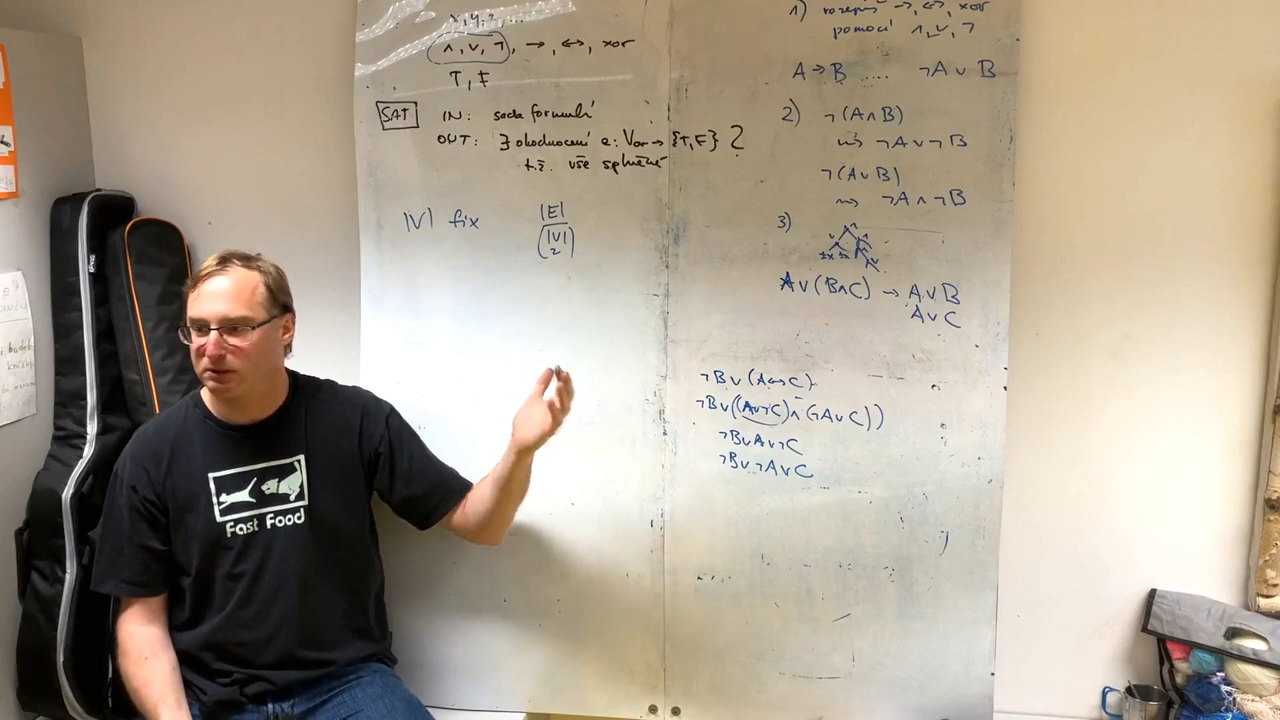 ∧, ∨, ¬, →, ↔, xor
T, F
SAT IN: sada formulí
OUT: ∃ ohodnocení e: Var → {T, F} ?
t.ž. vše splněné
|V| fix
|E|
(|V|
2)
1) rozepiš →, ↔, xor
pomocí ∧, ∨, ¬
A → B ..... ¬A ∨ B
2) ¬(A∧B)
⇝ ¬A ∨ ¬B
¬(A∨B)
⇝ ¬A ∧ ¬B
3)
A∨(B∧C) → A∨B
A∨C
¬B∨(A↔C)
¬B∨((A∨¬C)∧(¬A∨C))
¬B∨A∨¬C
¬B∨¬A∨C
Fast Food